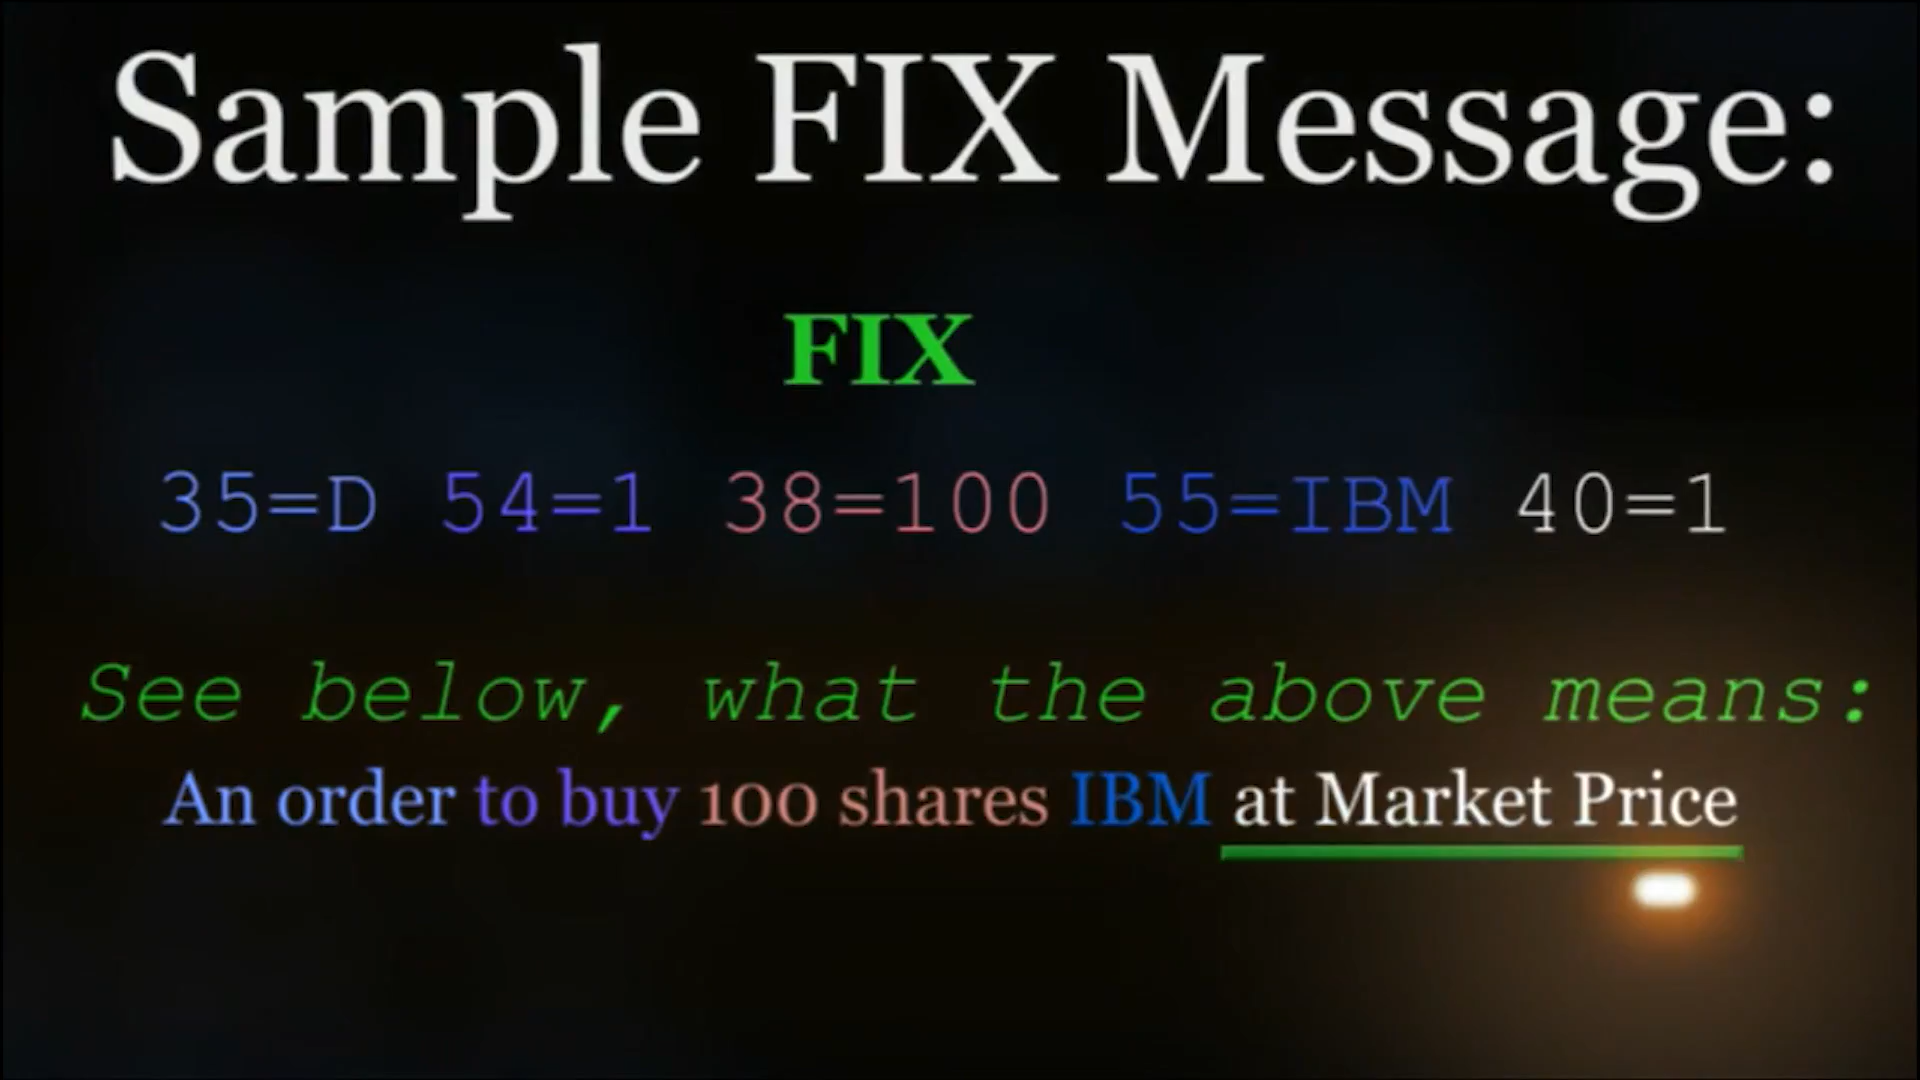 Sample FIX Message:
FIX
35=D 54=1 38=100 55=IBM 40=1
See below, what the above means:
An order to buy 100 shares IBM at Market Price